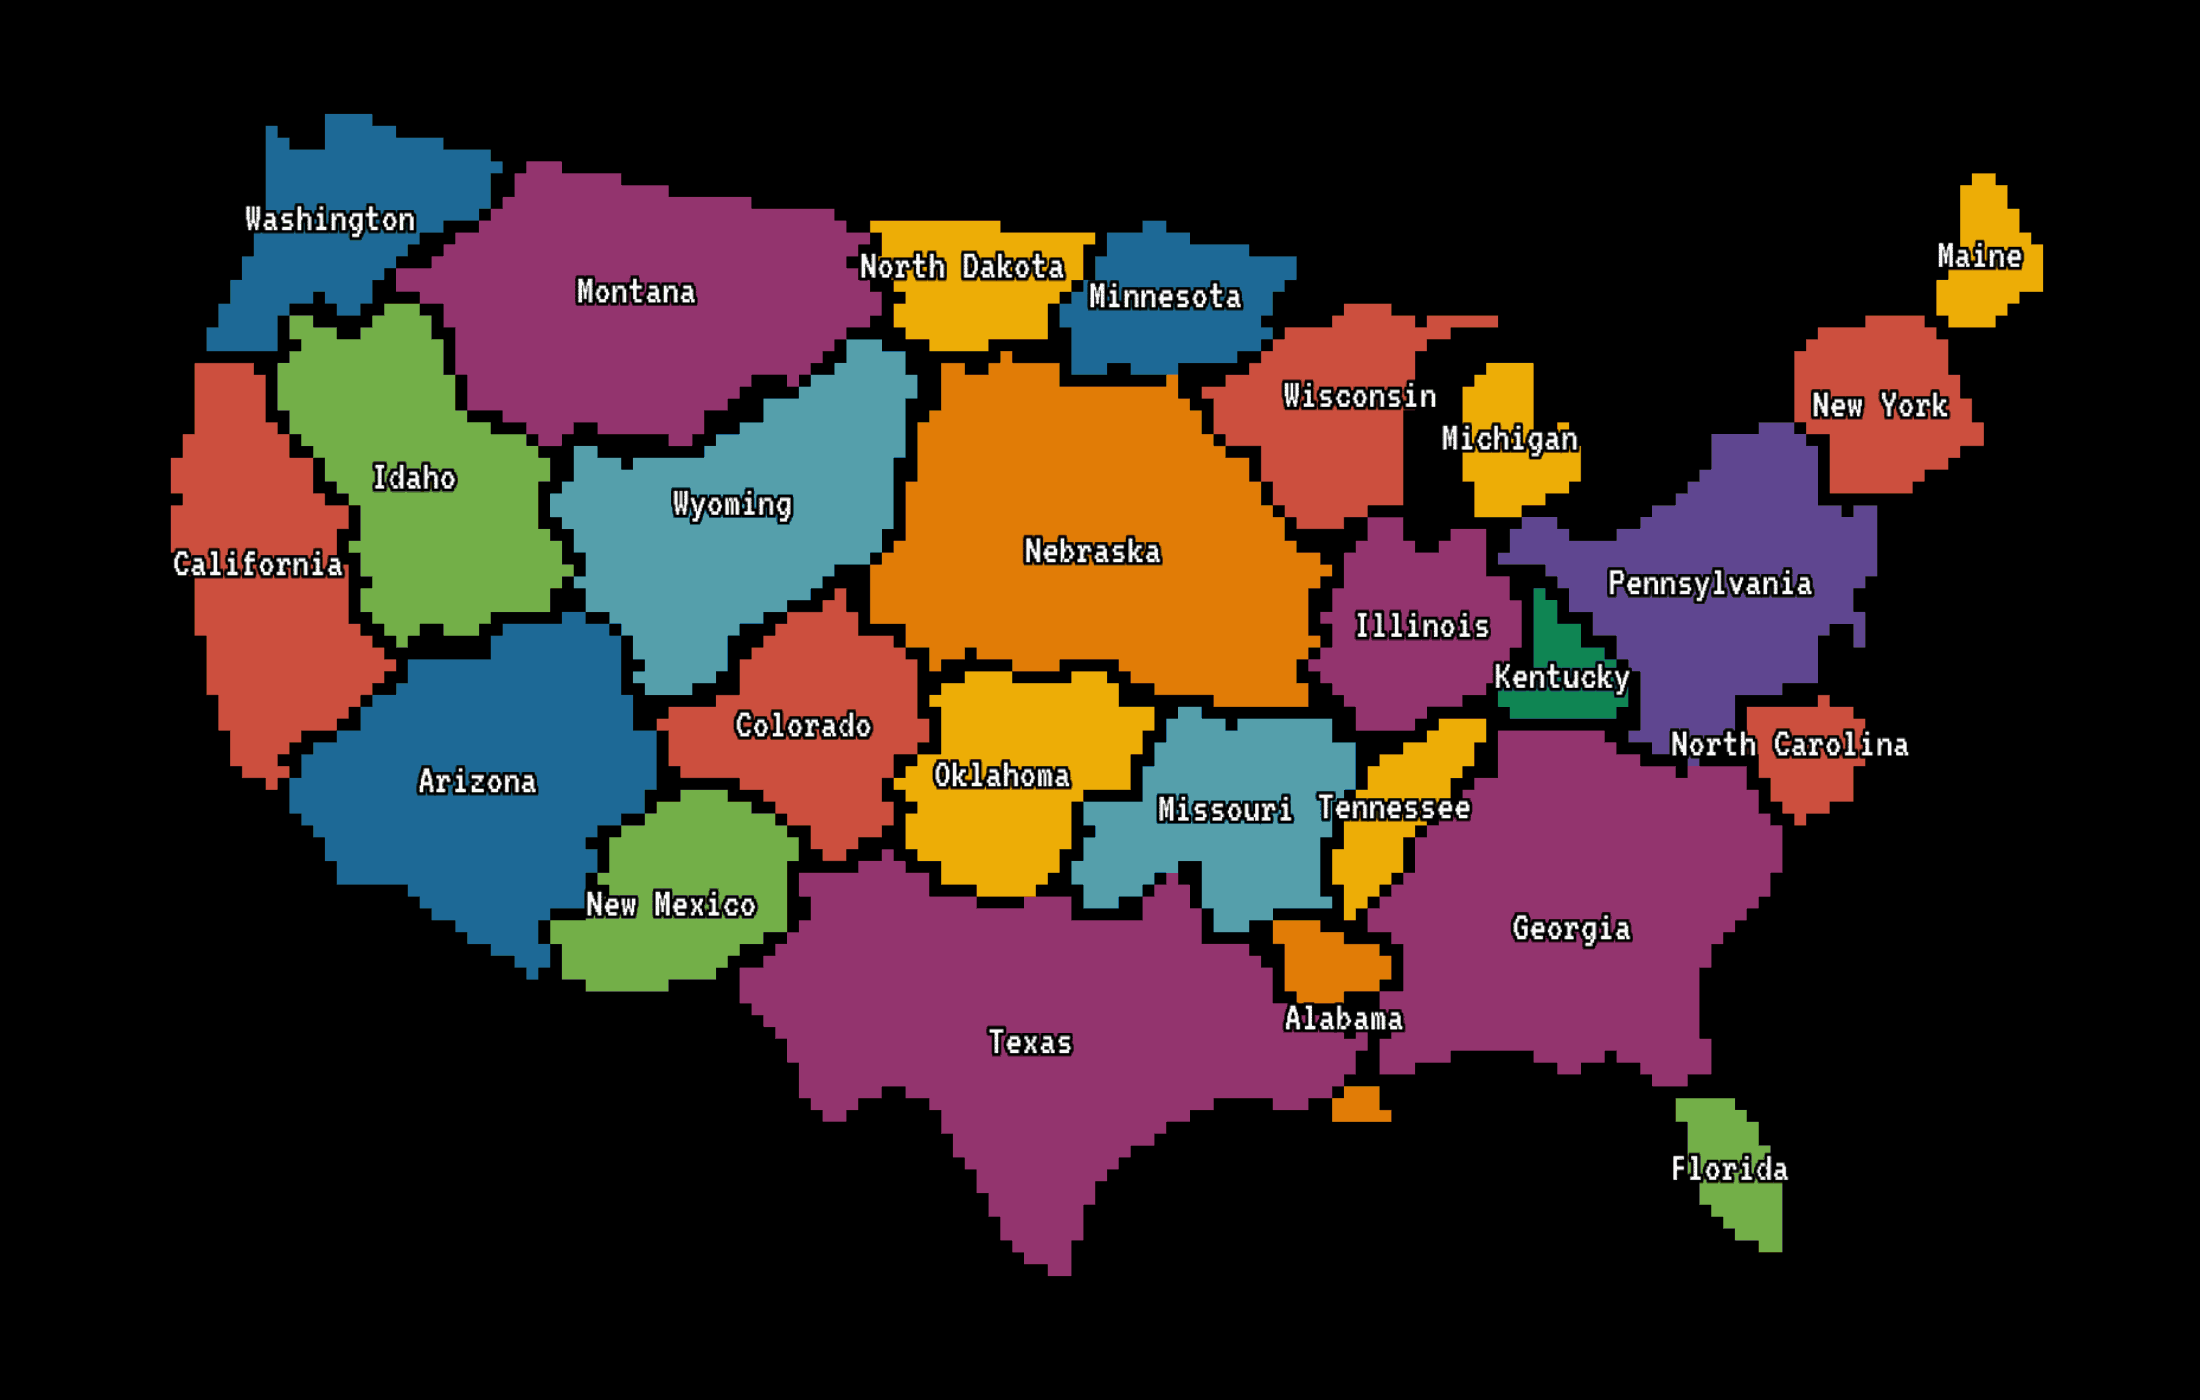 Washington
Maine
North Dakota
Montana
Minnesota
Wisconsin
New York
Michigan
Idaho
Wyoming
Nebraska
California
Pennsylvania
Illinois
Kentucky
Colorado
North Carolina
Oklahoma
Arizona
Missouri
Tennessee
New Mexico
Georgia
Alabama
Texas
Florida